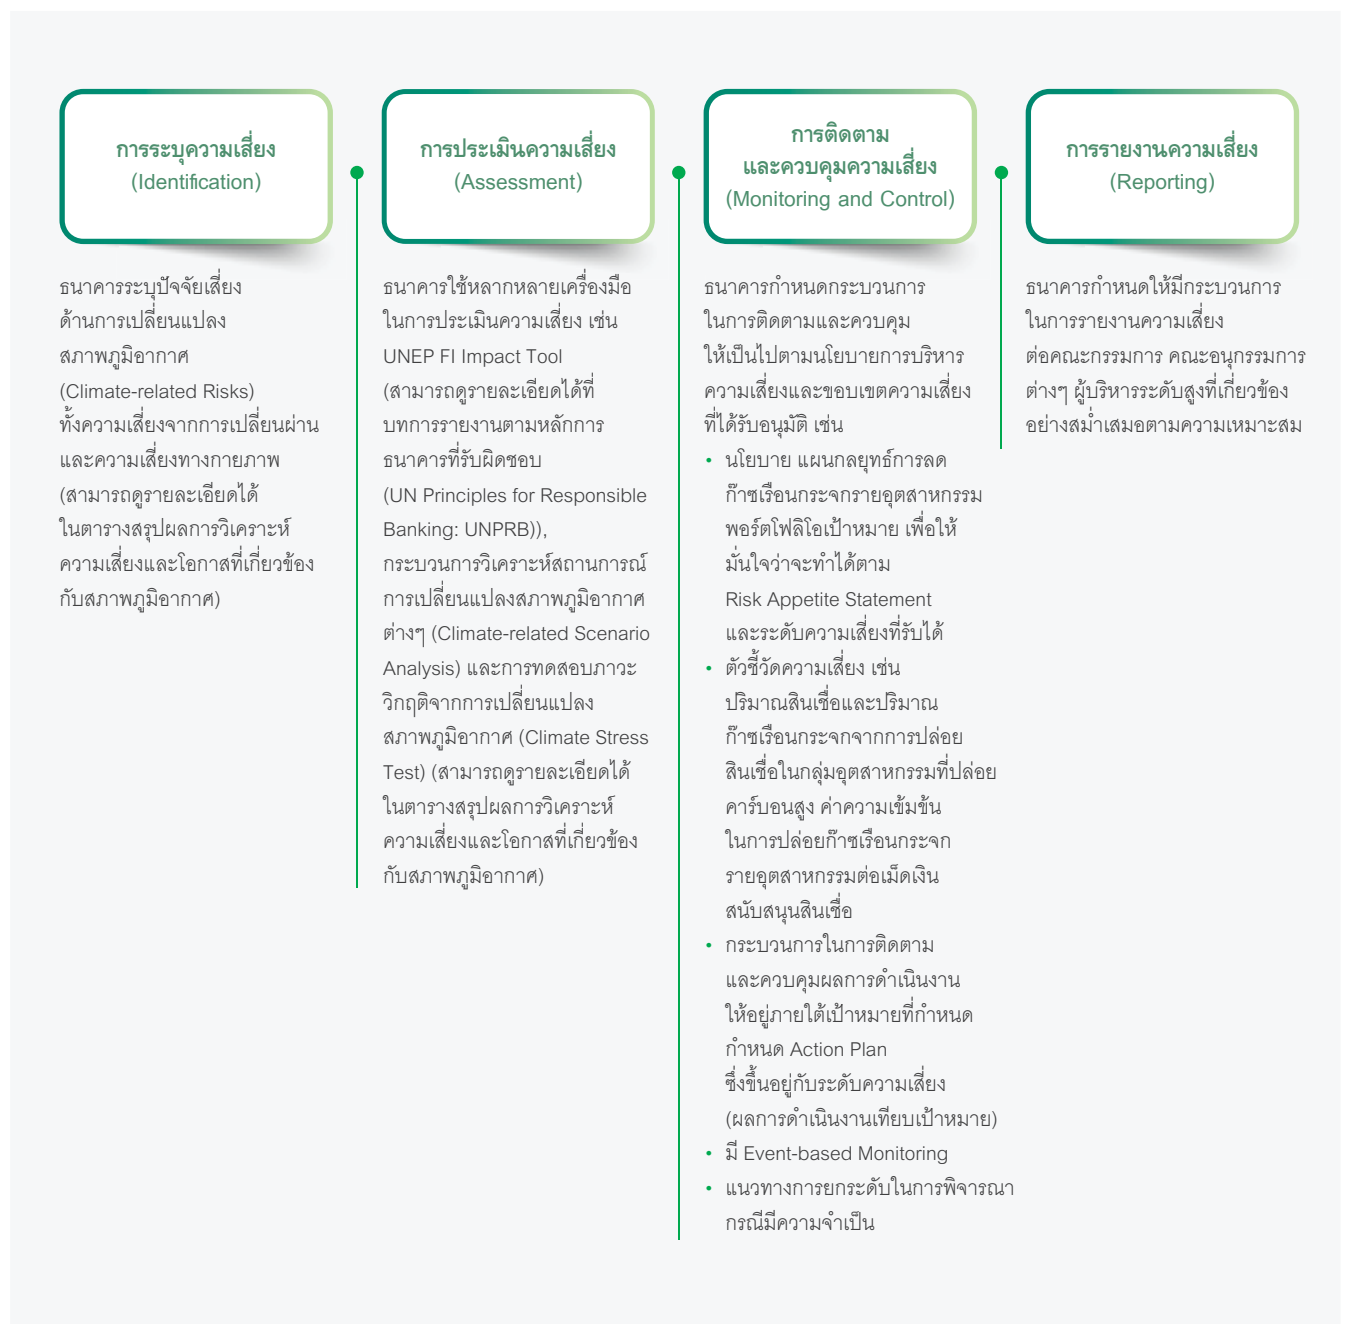 การระบุความเสี่ยง
(Identification)
ธนาคารระบุปัจจัยเสี่ยง
ด้านการเปลี่ยนแปลง
สภาพภูมิอากาศ
(Climate-related Risks)
ทั้งความเสี่ยงจากการเปลี่ยนผ่าน
และความเสี่ยงทางกายภาพ
(สามารถดูรายละเอียดได้
ในตารางสรุปผลการวิเคราะห์
ความเสี่ยงและโอกาสที่เกี่ยวข้อง
กับสภาพภูมิอากาศ)
การประเมินความเสี่ยง
(Assessment)
ธนาคารใช้หลากหลายเครื่องมือ
ในการประเมินความเสี่ยง เช่น
UNEP FI Impact Tool
(สามารถดูรายละเอียดได้ที่
บทการรายงานตามหลักการ
ธนาคารที่รับผิดชอบ
(UN Principles for Responsible
Banking: UNPRB)),
กระบวนการวิเคราะห์สถานการณ์
การเปลี่ยนแปลงสภาพภูมิอากาศ
ต่างๆ (Climate-related Scenario
Analysis) และการทดสอบภาวะ
วิกฤติจากการเปลี่ยนแปลง
สภาพภูมิอากาศ (Climate Stress
Test) (สามารถดูรายละเอียดได้
ในตารางสรุปผลการวิเคราะห์
ความเสี่ยงและโอกาสที่เกี่ยวข้อง
กับสภาพภูมิอากาศ)
การติดตาม
และควบคุมความเสี่ยง
(Monitoring and Control)
ธนาคารกำหนดกระบวนการ
ในการติดตามและควบคุม
ให้เป็นไปตามนโยบายการบริหาร
ความเสี่ยงและขอบเขตความเสี่ยง
ที่ได้รับอนุมัติ เช่น
• นโยบาย แผนกลยุทธ์การลด
ก๊าซเรือนกระจกรายอุตสาหกรรม
พอร์ตโฟลิโอเป้าหมาย เพื่อให้
มั่นใจว่าจะทำได้ตาม
Risk Appetite Statement
และระดับความเสี่ยงที่รับได้
• ตัวชี้วัดความเสี่ยง เช่น
ปริมาณสินเชื่อและปริมาณ
ก๊าซเรือนกระจกจากการปล่อย
สินเชื่อในกลุ่มอุตสาหกรรมที่ปล่อย
คาร์บอนสูง ค่าความเข้มข้น
ในการปล่อยก๊าซเรือนกระจก
รายอุตสาหกรรมต่อเม็ดเงิน
สนับสนุนสินเชื่อ
• กระบวนการในการติดตาม
และควบคุมผลการดำเนินงาน
ให้อยู่ภายใต้เป้าหมายที่กำหนด
กำหนด Action Plan
ซึ่งขึ้นอยู่กับระดับความเสี่ยง
(ผลการดำเนินงานเทียบเป้าหมาย)
• มี Event-based Monitoring
• แนวทางการยกระดับในการพิจารณา
กรณีมีความจำเป็น
การรายงานความเสี่ยง
(Reporting)
ธนาคารกำหนดให้มีกระบวนการ
ในการรายงานความเสี่ยง
ต่อคณะกรรมการ คณะอนุกรรมการ
ต่างๆ ผู้บริหารระดับสูงที่เกี่ยวข้อง
อย่างสม่ำเสมอตามความเหมาะสม